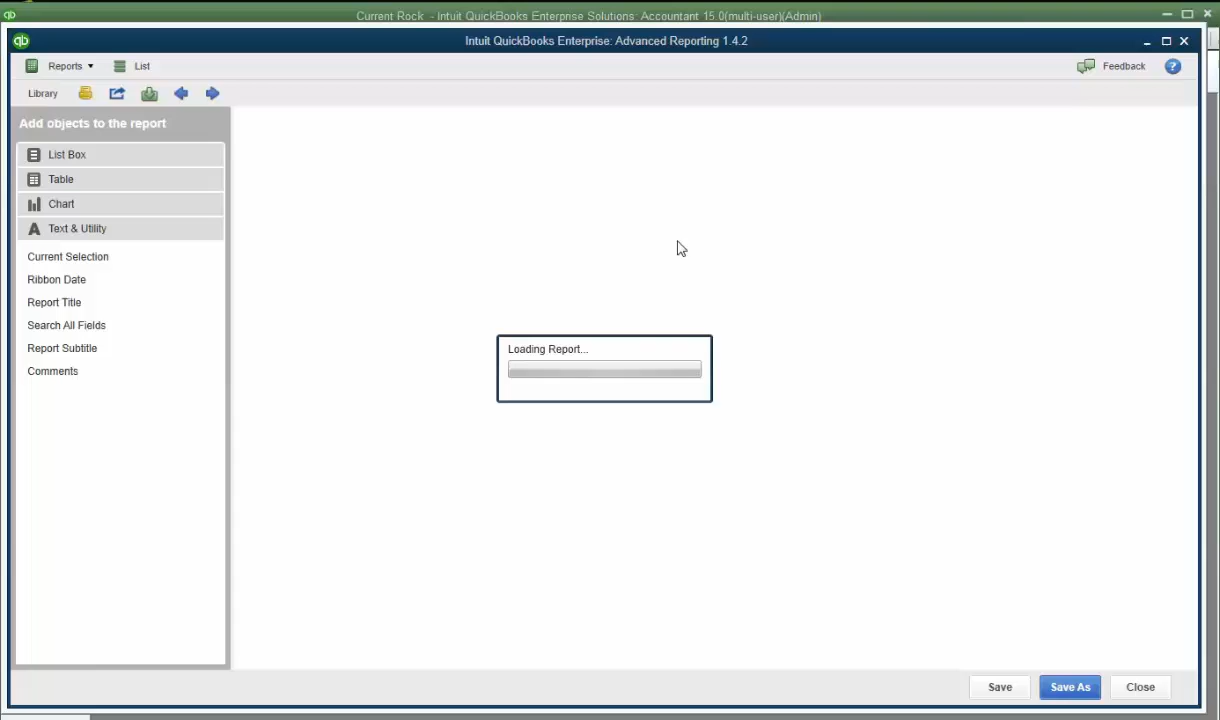 qb
Current Rock - Intuit QuickBooks Enterprise Solutions: Accountant 15.0(multi-user)(Admin)
qb
Intuit QuickBooks Enterprise: Advanced Reporting 1.4.2
Reports
List
Feedback
?
Library
Add objects to the report
List Box
Table
Chart
A Text & Utility
Current Selection
Ribbon Date
Report Title
Search All Fields
Report Subtitle
Comments
Loading Report...
Save
Save As
Close